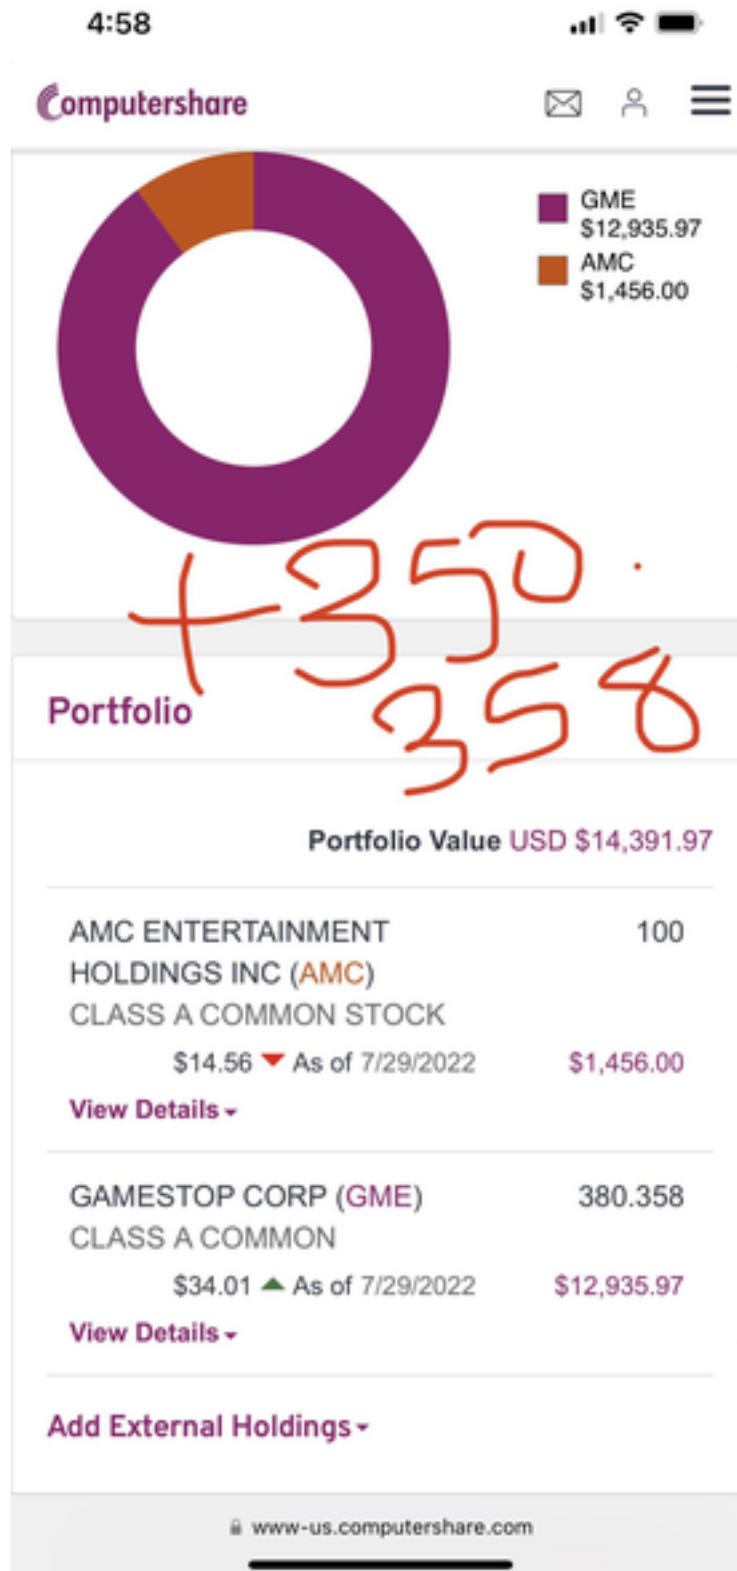 4:58
Computershare
GME
$12,935.97
AMC
$1,456.00
+350.
358
Portfolio
Portfolio Value USD $14,391.97
AMC ENTERTAINMENT 100
HOLDINGS INC (AMC)
CLASS A COMMON STOCK
$14.56 As of 7/29/2022 $1,456.00
View Details
GAMESTOP CORP (GME) 380.358
CLASS A COMMON
$34.01 As of 7/29/2022 $12,935.97
View Details
Add External Holdings
www-us.computershare.com